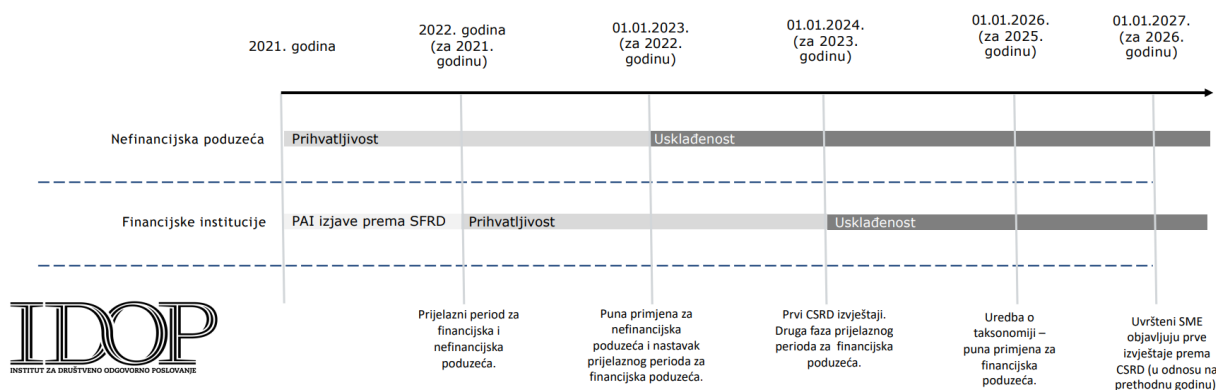 2021. godina
2022. godina
(za 2021.
godinu)
01.01.2023.
(za 2022.
godinu)
01.01.2024.
(za 2023.
godinu)
01.01.2026.
(za 2025.
godinu)
01.01.2027.
(za 2026.
godinu)
Nefinancijska poduzeća
Prihvatljivost
Usklađenost
Financijske institucije
PAI izjave prema SFRD
Prihvatljivost
Usklađenost
IDOP
INSTITUT ZA DRUŠTVENO ODGOVORNO POSLOVANJE
Prijelazni period za
financijska i
nefinancijska
poduzeća.
Puna primjena za
nefinancijska
poduzeća i nastavak
prijelaznog perioda za
financijska poduzeća.
Prvi CSRD izvještaji.
Druga faza prijelaznog
perioda za financijska
poduzeća.
Uredba o
taksonomiji –
puna primjena za
financijska
poduzeća.
Uvršteni SME
objavljuju prve
izvještaje prema
CSRD (u odnosu na
prethodnu godinu)